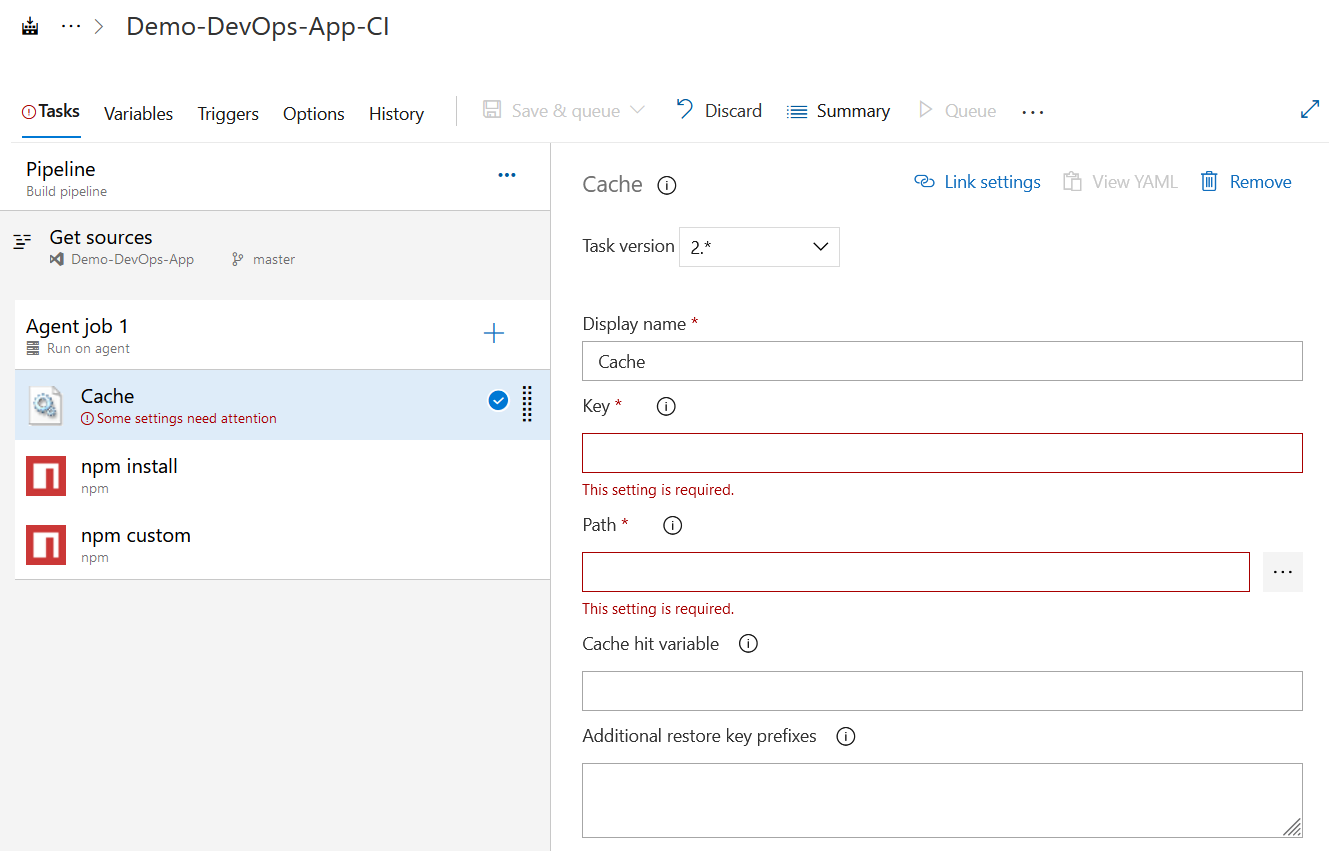 ··· > Demo-DevOps-App-CI
Tasks Variables Triggers Options History Save & queue Discard Summary Queue ···
Pipeline ···
Build pipeline
Get sources
Demo-DevOps-App master
Agent job 1
Run on agent
Cache
Some settings need attention
npm install
npm
npm custom
npm
Cache Link settings View YAML Remove
Task version 2.*
Display name *
Cache
Key *
This setting is required.
Path *
···
This setting is required.
Cache hit variable
Additional restore key prefixes